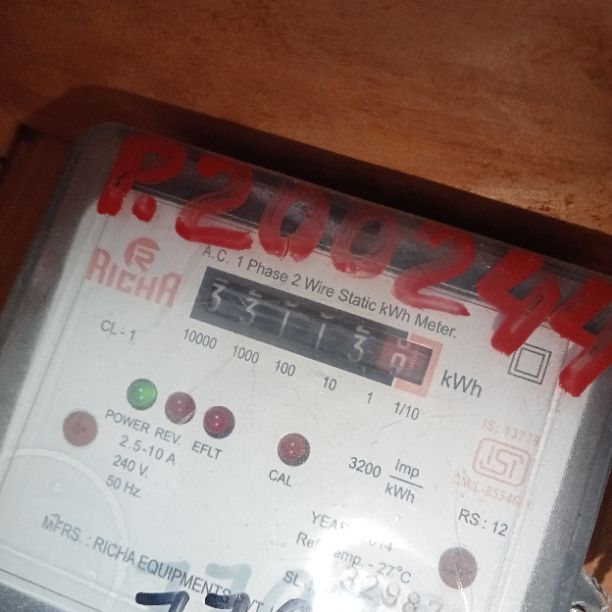 P.200244
RICHA
A.C. 1 Phase 2 Wire Static kWh Meter.
33113
kWh
CL - 1
10000 1000 100 10 1 1/10
POWER REV. EFLT
2.5-10 A
240 V.
50 Hz.
CAL
3200 Imp
kWh
IS : 13779
ISI
RS : 12
Ref. Temp. - 27°C
MFRS. : RICHA EQUIPMENTS